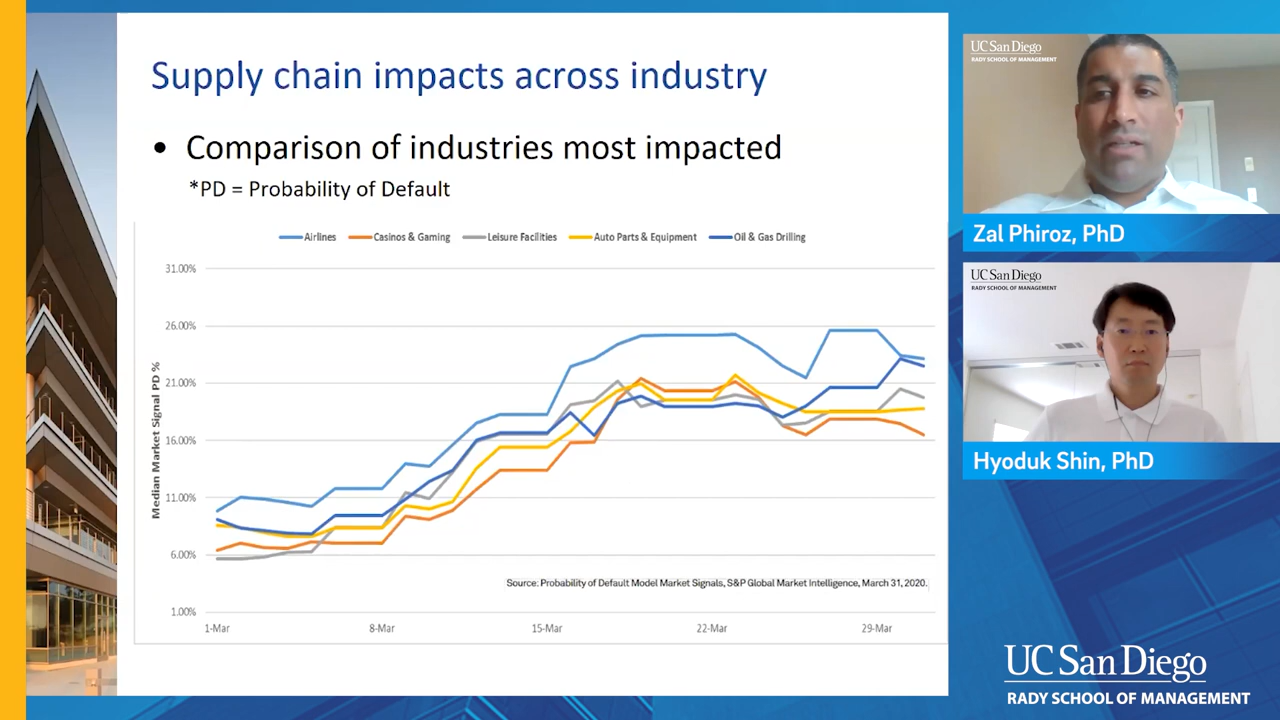 Supply chain impacts across industry
• Comparison of industries most impacted
*PD = Probability of Default
Airlines Casinos & Gaming Leisure Facilities Auto Parts & Equipment Oil & Gas Drilling
Median Market Signal PD %
31.00%
26.00%
21.00%
16.00%
11.00%
6.00%
1.00%
1-Mar 8-Mar 15-Mar 22-Mar 29-Mar
Source: Probability of Default Model Market Signals, S&P Global Market Intelligence, March 31, 2020.
UC San Diego
RADY SCHOOL OF MANAGEMENT
Zal Phiroz, PhD
UC San Diego
RADY SCHOOL OF MANAGEMENT
Hyoduk Shin, PhD
UC San Diego
RADY SCHOOL OF MANAGEMENT